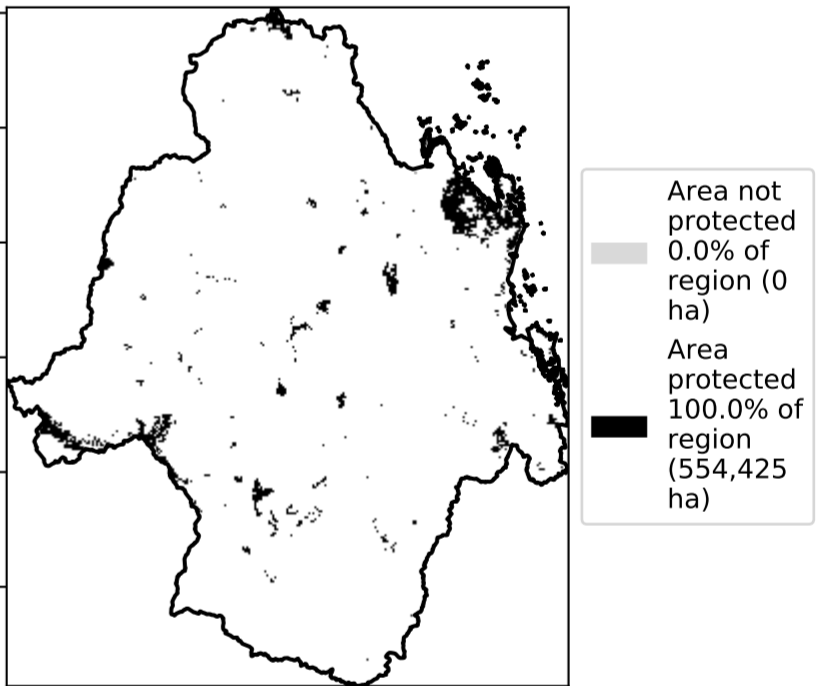 Area not
protected
0.0% of
region (0
ha)
Area
protected
100.0% of
region
(554,425
ha)